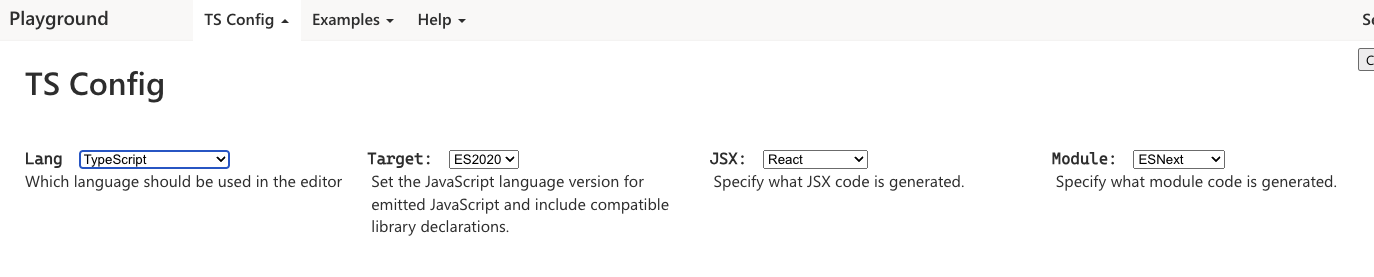 Playground TS Config Examples Help
TS Config
Lang TypeScript Target: ES2020 JSX: React Module: ESNext
Which language should be used in the editor
Set the JavaScript language version for
emitted JavaScript and include compatible
library declarations.
Specify what JSX code is generated.
Specify what module code is generated.